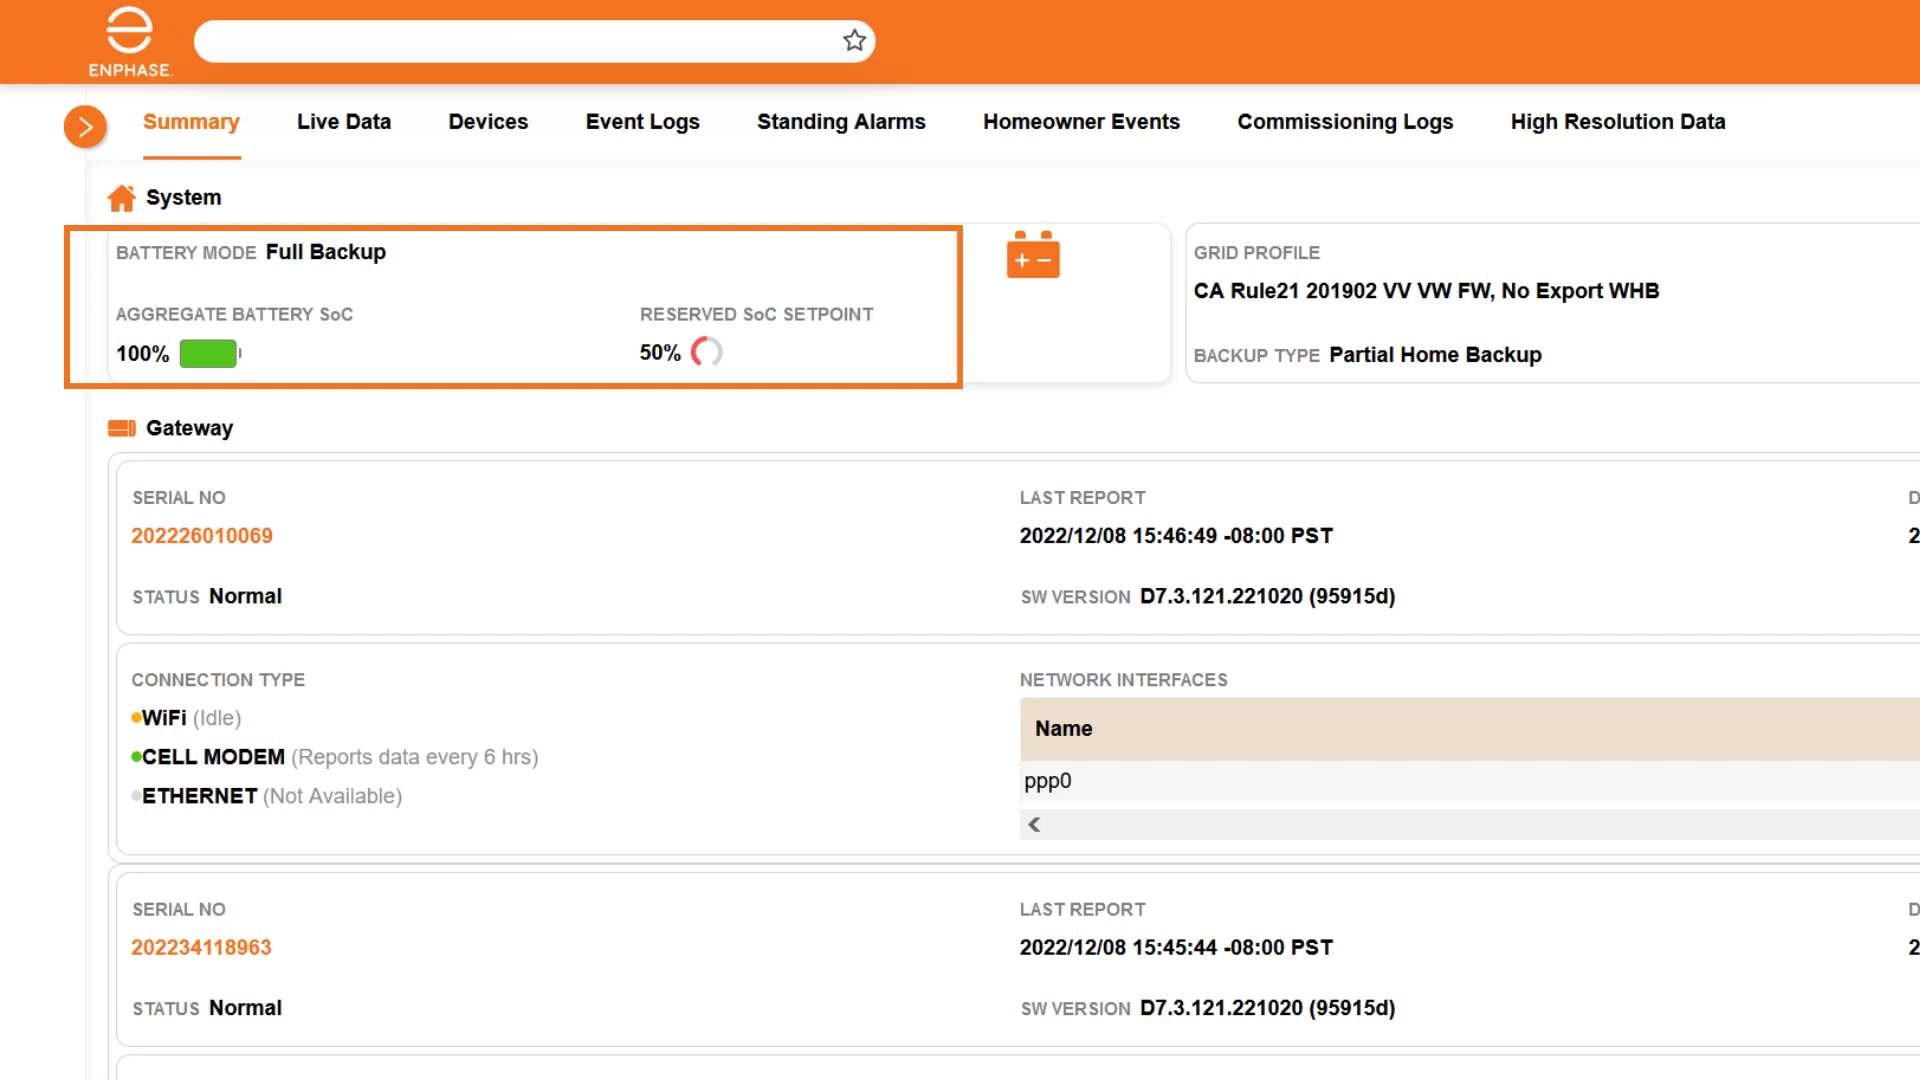 ENPHASE.
Summary Live Data Devices Event Logs Standing Alarms Homeowner Events Commissioning Logs High Resolution Data
System
BATTERY MODE Full Backup
AGGREGATE BATTERY SoC RESERVED SoC SETPOINT
100% 50%
GRID PROFILE
CA Rule21 201902 VV VW FW, No Export WHB
BACKUP TYPE Partial Home Backup
Gateway
SERIAL NO LAST REPORT D
202226010069 2022/12/08 15:46:49 -08:00 PST 2
STATUS Normal SW VERSION D7.3.121.221020 (95915d)
CONNECTION TYPE NETWORK INTERFACES
WiFi (Idle) Name
CELL MODEM (Reports data every 6 hrs) ppp0
ETHERNET (Not Available)
SERIAL NO LAST REPORT D
202234118963 2022/12/08 15:45:44 -08:00 PST 2
STATUS Normal SW VERSION D7.3.121.221020 (95915d)